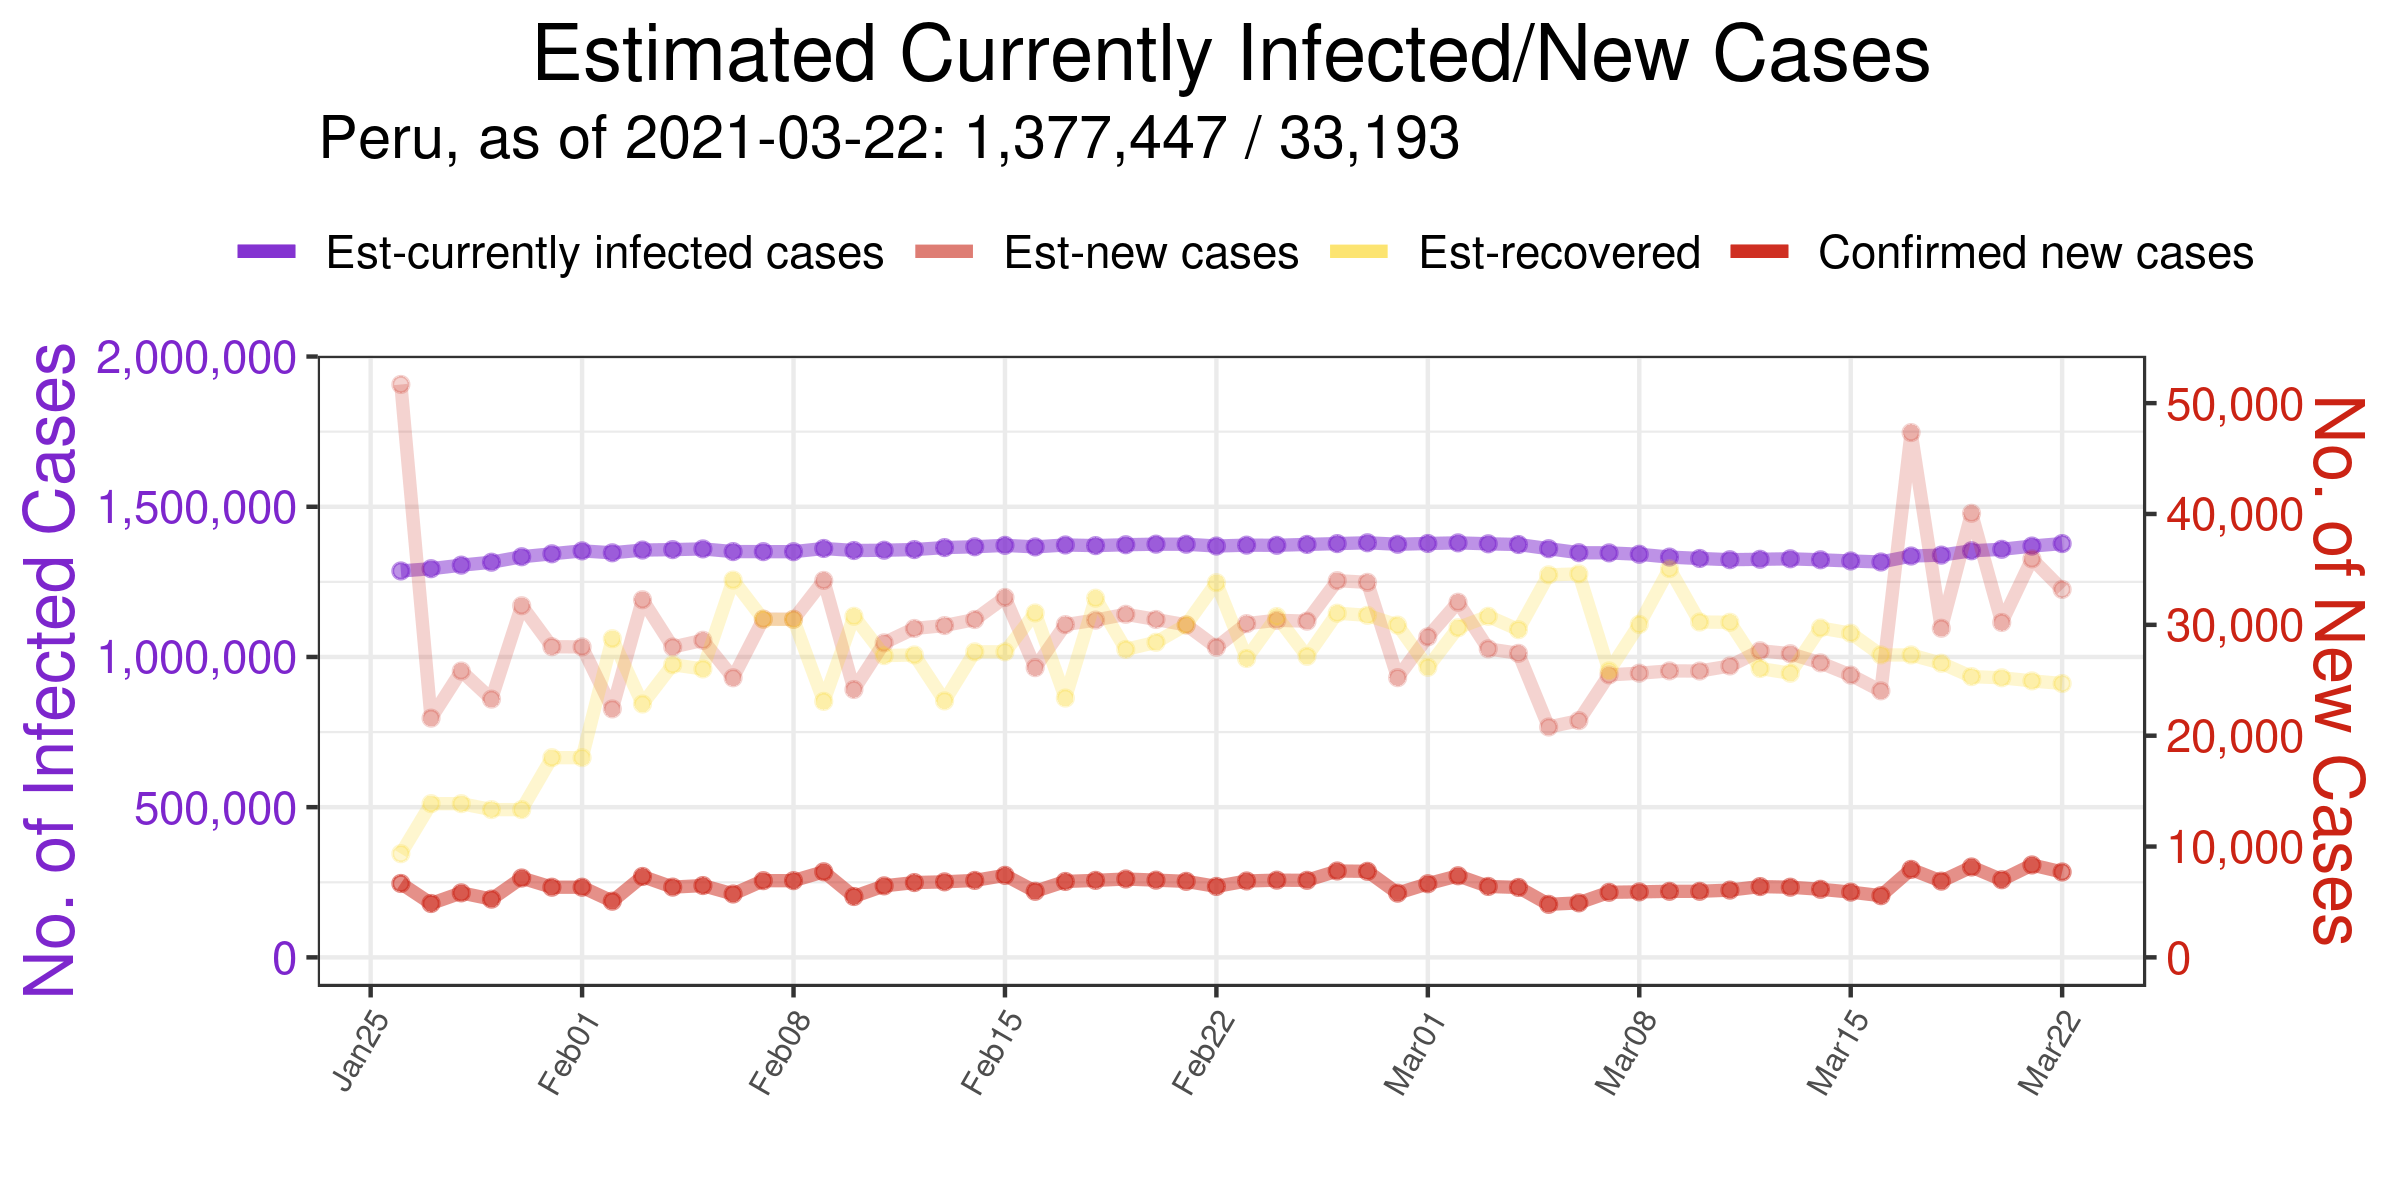 Estimated Currently Infected/New Cases
Peru, as of 2021-03-22: 1,377,447 / 33,193
Est-currently infected cases Est-new cases Est-recovered Confirmed new cases
No. of Infected Cases
2,000,000
1,500,000
1,000,000
500,000
0
50,000
40,000
30,000
20,000
10,000
0
No. of New Cases
Jan25 Feb01 Feb08 Feb15 Feb22 Mar01 Mar08 Mar15 Mar22